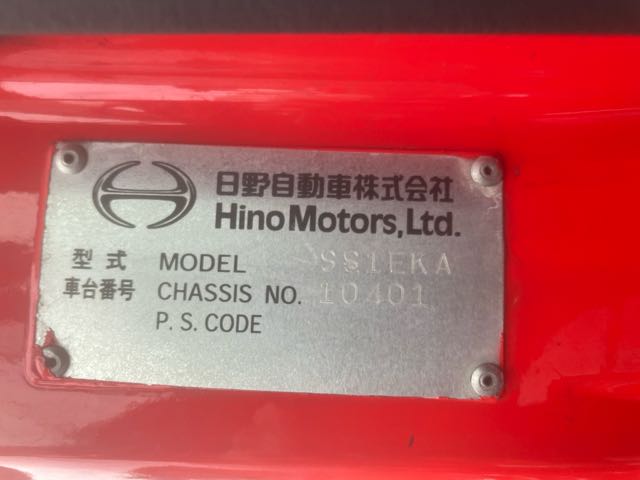 日野自動車株式会社
Hino Motors, Ltd.
型式 MODEL SS1EKA
車台番号 CHASSIS NO. 10401
P. S. CODE